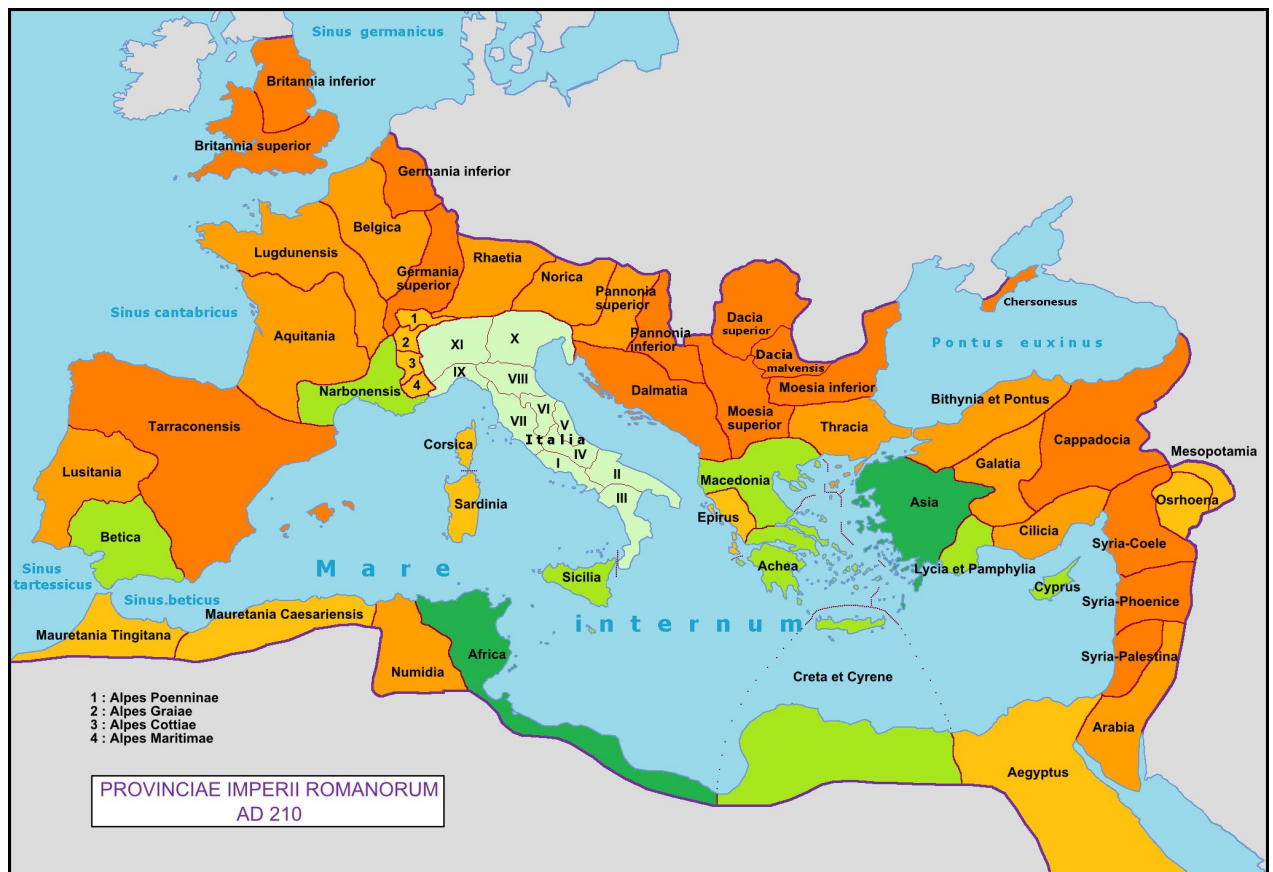 Sinus germanicus
Britannia inferior
Britannia superior
Germania inferior
Belgica
Lugdunensis
Germania
superior
Rhaetia
Norica
Pannonia
superior
Pannonia
inferior
Dacia
superior
Dacia
malvensis
Chersonesus
Sinus cantabricus
Aquitania
1
2
3
4
XI
X
IX
VIII
VII
VI
V
Italia
IV
I
II
III
Narbonensis
Dalmatia
Moesia
superior
Moesia inferior
Pontus euxinus
Bithynia et Pontus
Thracia
Cappadocia
Mesopotamia
Tarraconensis
Corsica
Sardinia
Lusitania
Betica
Macedonia
Epirus
Achea
Asia
Galatia
Cilicia
Osrhoena
Syria-Coele
Lycia et Pamphylia
Cyprus
Syria-Phoenice
Syria-Palestina
Sinus
tartessicus
Sinus.beticus
Mare
internum
Sicilia
Mauretania Tingitana
Mauretania Caesariensis
Numidia
Africa
Creta et Cyrene
Arabia
Aegyptus
1 : Alpes Poenninae
2 : Alpes Graiae
3 : Alpes Cottiae
4 : Alpes Maritimae
PROVINCIAE IMPERII ROMANORUM
AD 210